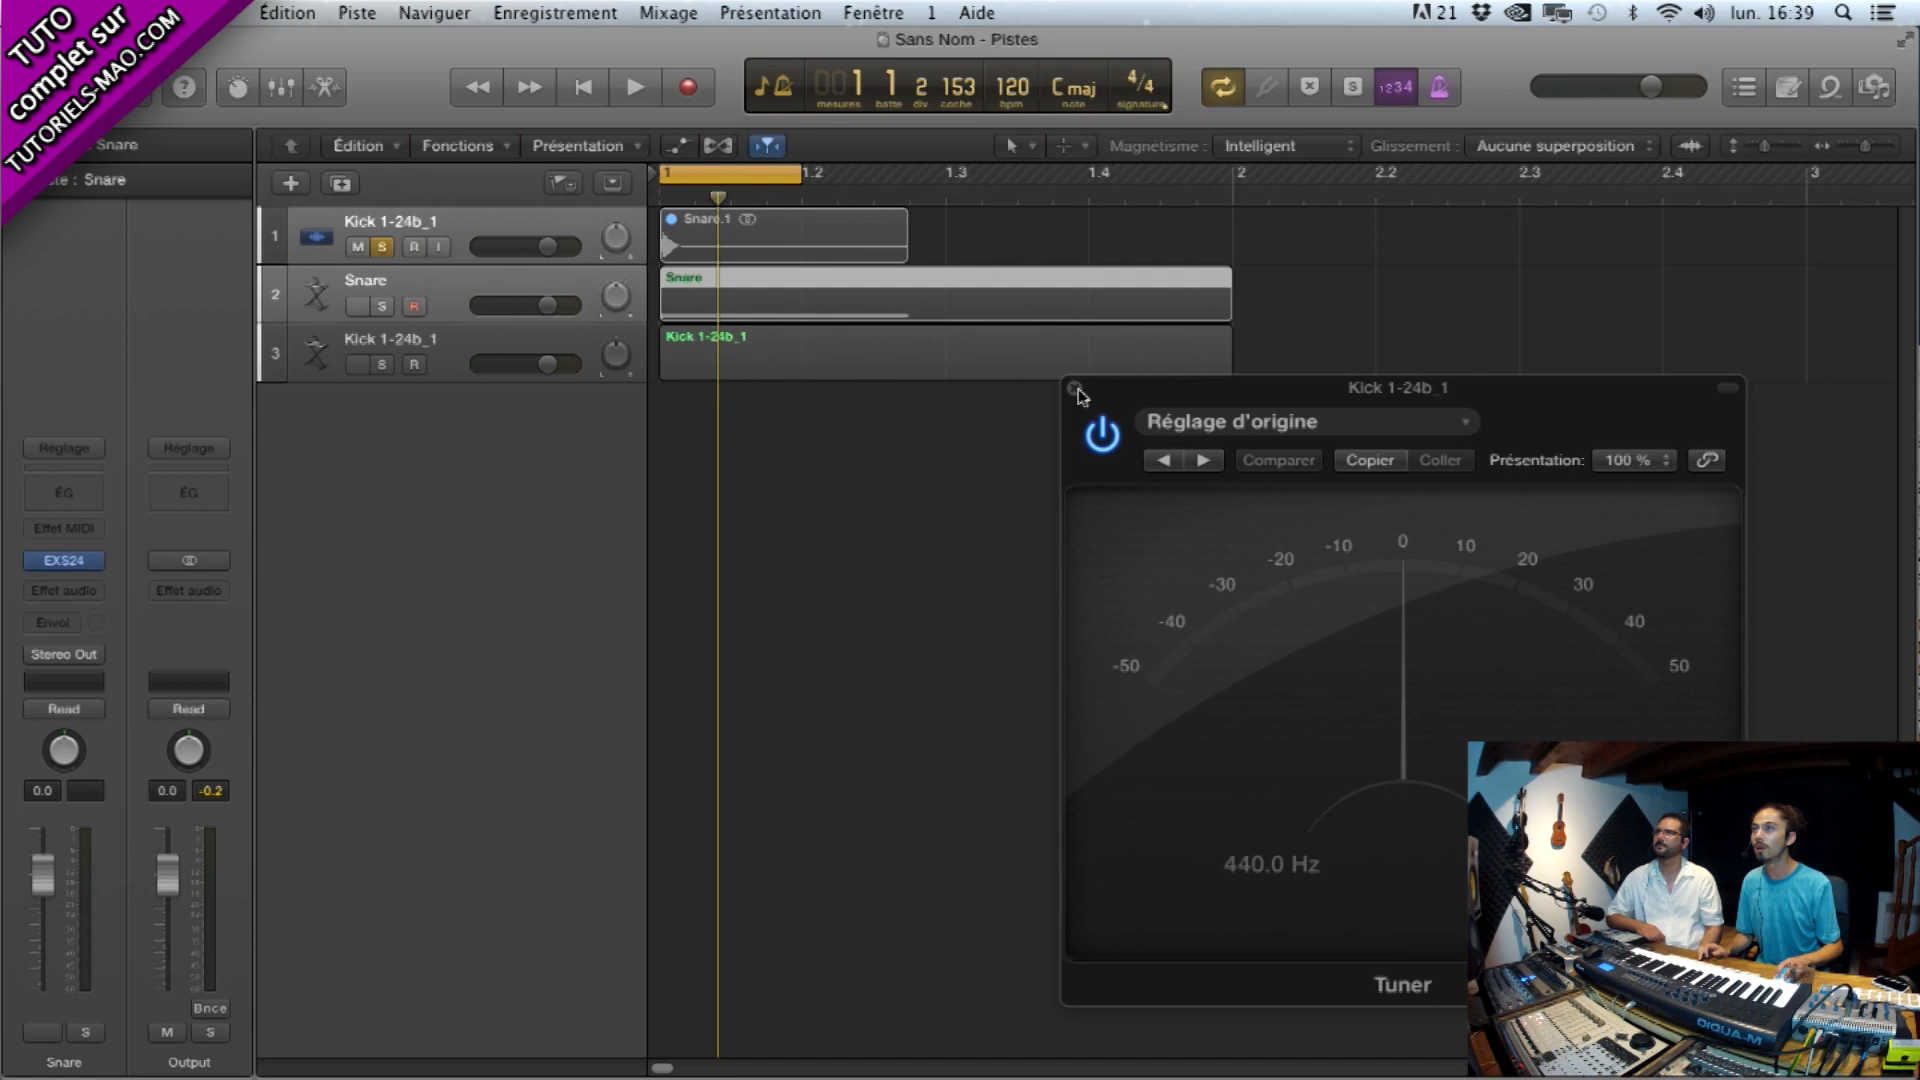 TUTO
complet sur
TUTORIELS-MAO.COM
Édition Piste Naviguer Enregistrement Mixage Présentation Fenêtre 1 Aide
21 lun. 16:39
Sans Nom - Pistes
1 1 2 153 120 C maj 4/4
mesures batte div coche bpm note signature
S 1234
Snare
Édition Fonctions Présentation Magnétisme : Intelligent Glissement : Aucune superposition
: Snare
1 1.2 1.3 1.4 2 2.2 2.3 2.4 3
1 Kick 1-24b_1
M S R I
Snare.1
2 Snare
S R
Snare
3 Kick 1-24b_1
S R
Kick 1-24b_1
Kick 1-24b_1
Réglage d'origine
Comparer Copier Coller Présentation: 100 %
-50 -40 -30 -20 -10 0 10 20 30 40 50
440.0 Hz
Tuner
Réglage Réglage
ÉG ÉG
Effet MIDI
EXS24
Effet audio Effet audio
Envoi
Stereo Out
Read Read
0.0 0.0 -0.2
Bnce
S M S
Snare Output